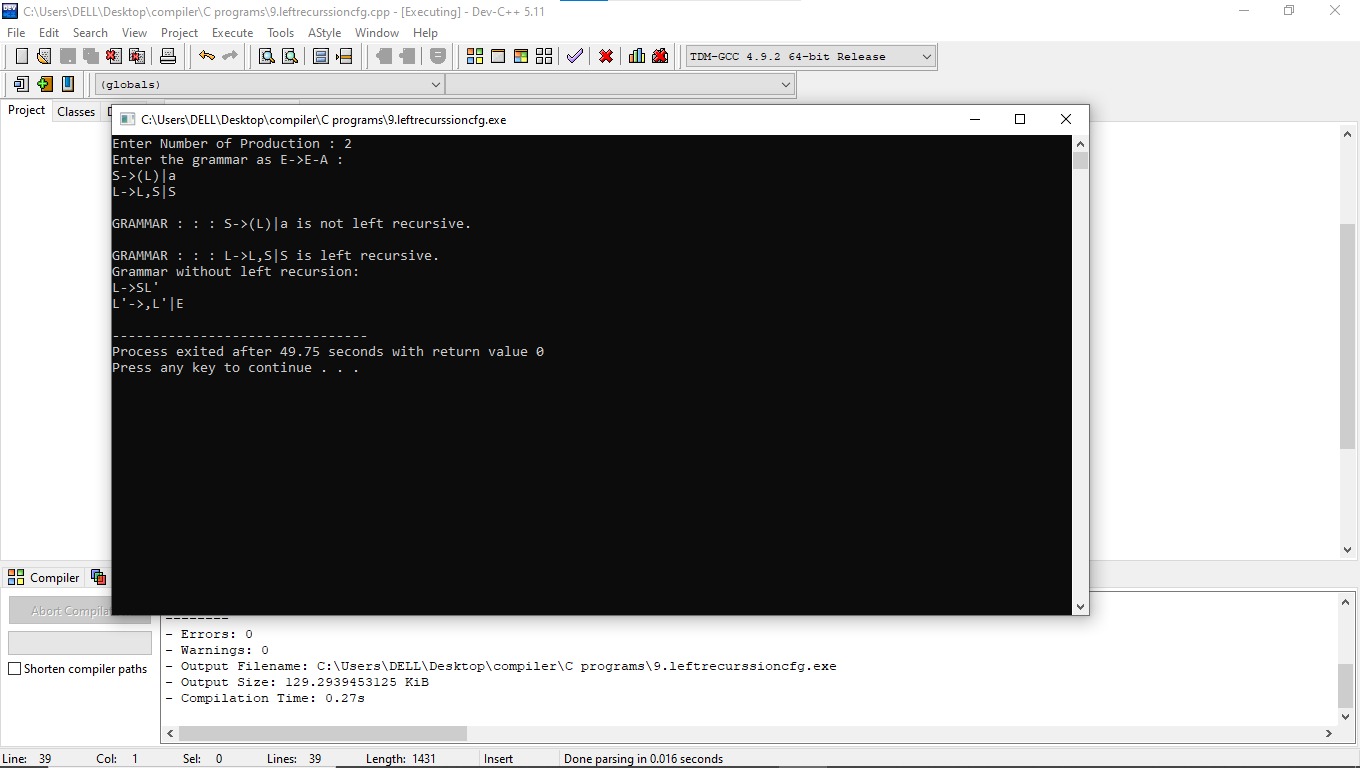 C:\Users\DELL\Desktop\compiler\C programs\9.leftrecurssioncfg.cpp - [Executing] - Dev-C++ 5.11
File Edit Search View Project Execute Tools AStyle Window Help
TDM-GCC 4.9.2 64-bit Release
(globals)
Project Classes
C:\Users\DELL\Desktop\compiler\C programs\9.leftrecurssioncfg.exe
Enter Number of Production : 2
Enter the grammar as E->E-A :
S->(L)|a
L->L,S|S
GRAMMAR : : : S->(L)|a is not left recursive.
GRAMMAR : : : L->L,S|S is left recursive.
Grammar without left recursion:
L->SL'
L'->,L'|E
--------------------------------
Process exited after 49.75 seconds with return value 0
Press any key to continue . . .
Compiler
Abort Compilat
--------
- Errors: 0
- Warnings: 0
- Output Filename: C:\Users\DELL\Desktop\compiler\C programs\9.leftrecurssioncfg.exe
- Output Size: 129.2939453125 KiB
- Compilation Time: 0.27s
Shorten compiler paths
Line: 39 Col: 1 Sel: 0 Lines: 39 Length: 1431 Insert Done parsing in 0.016 seconds